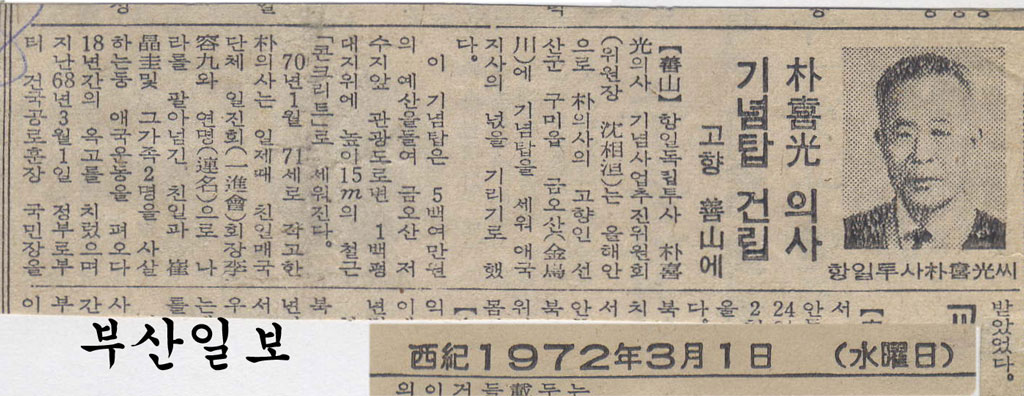 朴喜光 의사
기념탑 건립
고향 善山에
항일투사朴喜光씨
【善山】항일독립투사 朴喜
光의사 기념사업추진위원회
(위원장 沈相)는 올해안
으로 朴의사의 고향인 선
산군 구미읍 금오산(金烏
川)에 기념탑을 세워 애국
지사의 넋을 기리기로 했
다。
이 기념탑은 5백여만원
의 예산을들여 금오산 저
수지앞 관광도로변 1백평
대지위에 높이15m의 철근
「콘크리트」로 세워진다。
70년1월 71세로 작고한
朴의사는 일제때 친일매국
단체 일진회(一進會)회장李
容九와 연명(連名)으로 나
라를 팔아넘긴 친일파 崔
晶圭및 그가족2명을 사살
하는등 애국운동을 펴오다
18년간의 옥고를 치렀으며
지난68년3월1일 정부로부
터 건국공로훈장 국민장을
받았었다。
부산일보
西紀1972年3月1日 (水曜日)